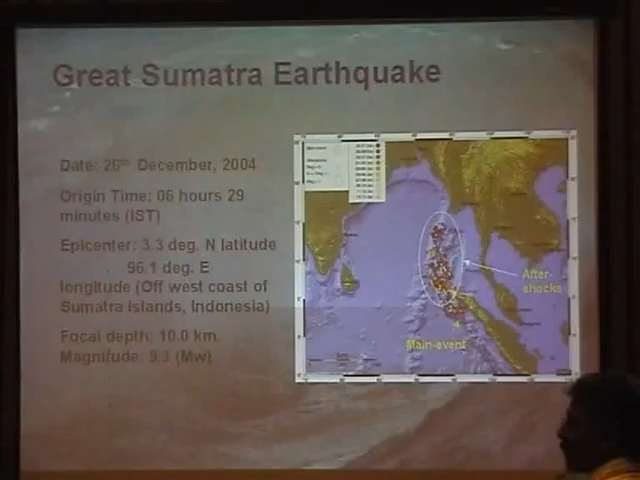 Great Sumatra Earthquake
Date: 26th December, 2004
Origin Time: 06 hours 29
minutes (IST)
Epicenter: 3.3 deg. N latitude
96.1 deg. E
longitude (Off west coast of
Sumatra Islands, Indonesia)
Focal depth: 10.0 km.
Magnitude: 9.3 (Mw)
After-
shocks
Main-event